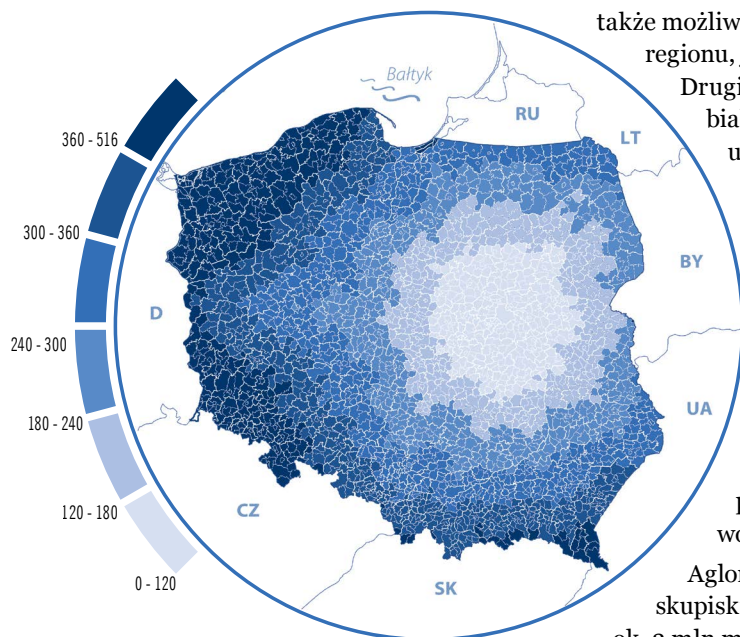 także możliw
regionu,
Drugi
bia
u
Bałtyk
RU
LT
BY
UA
SK
CZ
D
360 - 516
300 - 360
240 - 300
180 - 240
120 - 180
0 - 120
wo
Aglo
skupisk